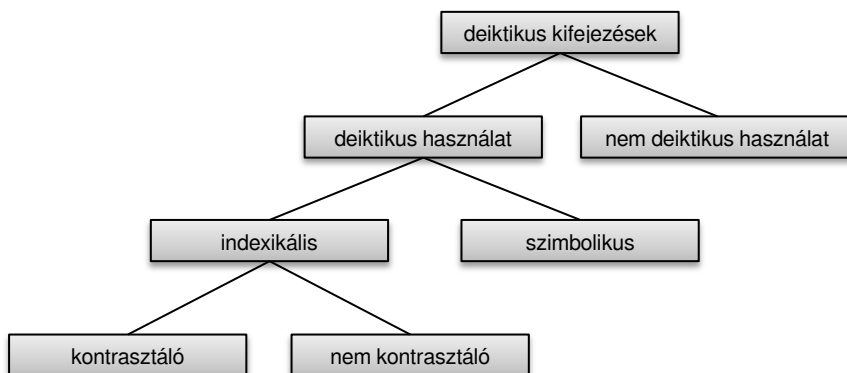 deiktikus kifejezések
deiktikus használat
nem deiktikus használat
indexikális
szimbolikus
kontrasztáló
nem kontrasztáló